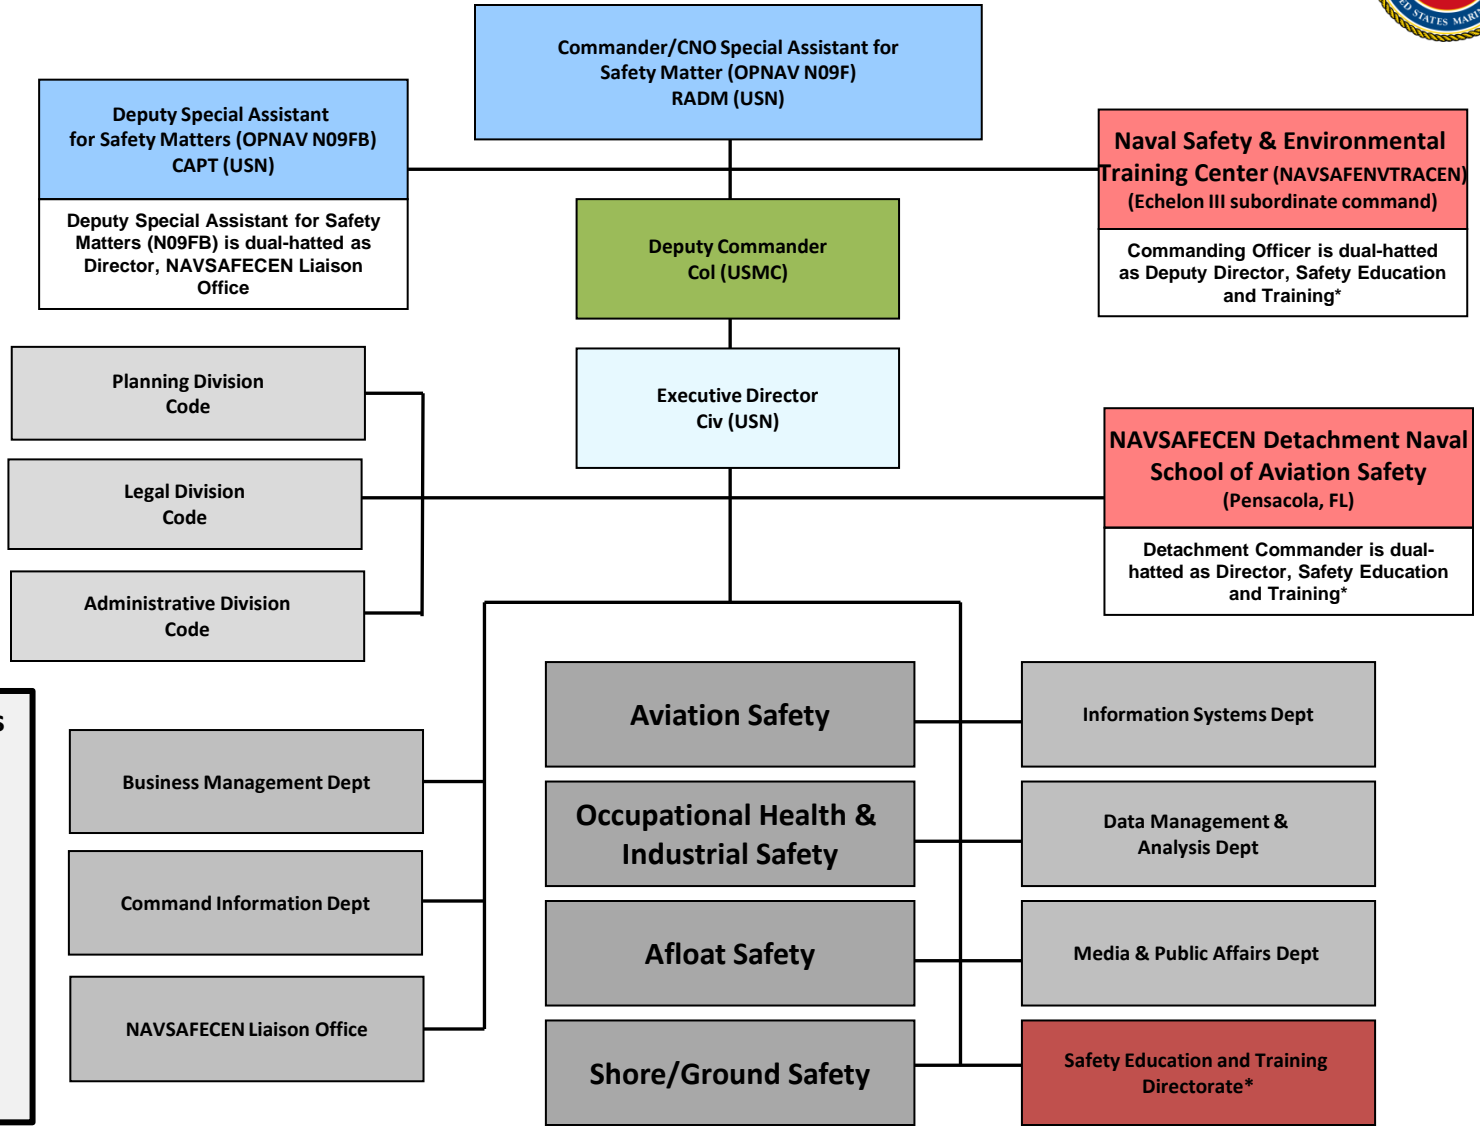 STATES MARI
Commander/CNO Special Assistant for
Safety Matter (OPNAV N09F)
RADM (USN)
Deputy Special Assistant
for Safety Matters (OPNAV N09FB)
CAPT (USN)
Deputy Special Assistant for Safety
Matters (N09FB) is dual-hatted as
Director, NAVSAFECEN Liaison
Office
Naval Safety & Environmental
Training Center (NAVSAFENVTRACEN)
(Echelon III subordinate command)
Commanding Officer is dual-hatted
as Deputy Director, Safety Education
and Training*
Deputy Commander
Col (USMC)
Executive Director
Civ (USN)
Planning Division
Code
Legal Division
Code
Administrative Division
Code
NAVSAFECEN Detachment Naval
School of Aviation Safety
(Pensacola, FL)
Detachment Commander is dual-
hatted as Director, Safety Education
and Training*
s
Business Management Dept
Command Information Dept
NAVSAFECEN Liaison Office
Aviation Safety
Occupational Health &
Industrial Safety
Afloat Safety
Shore/Ground Safety
Information Systems Dept
Data Management &
Analysis Dept
Media & Public Affairs Dept
Safety Education and Training
Directorate*